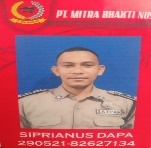 PT. MITRA BHAKTI NUS
SIPRIANUS DAPA
290521-82627134